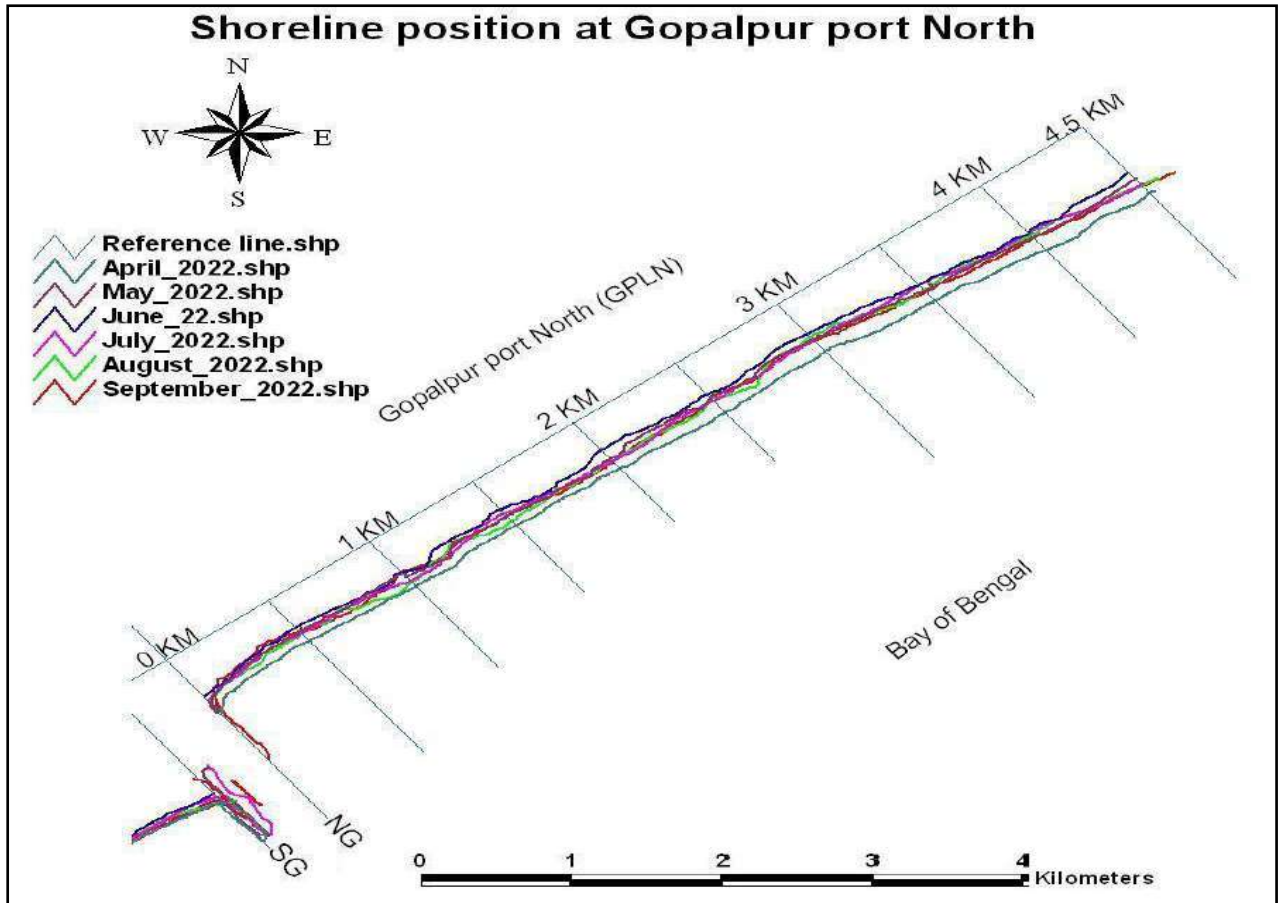 Shoreline position at Gopalpur port North
N
W
E
S
Reference line.shp
April_2022.shp
May_2022.shp
June_22.shp
July_2022.shp
August_2022.shp
September_2022.shp
Gopalpur port North (GPLN)
0 KM
1 KM
2 KM
3 KM
4 KM
4.5 KM
Bay of Bengal
NG
SG
0 1 2 3 4
Kilometers